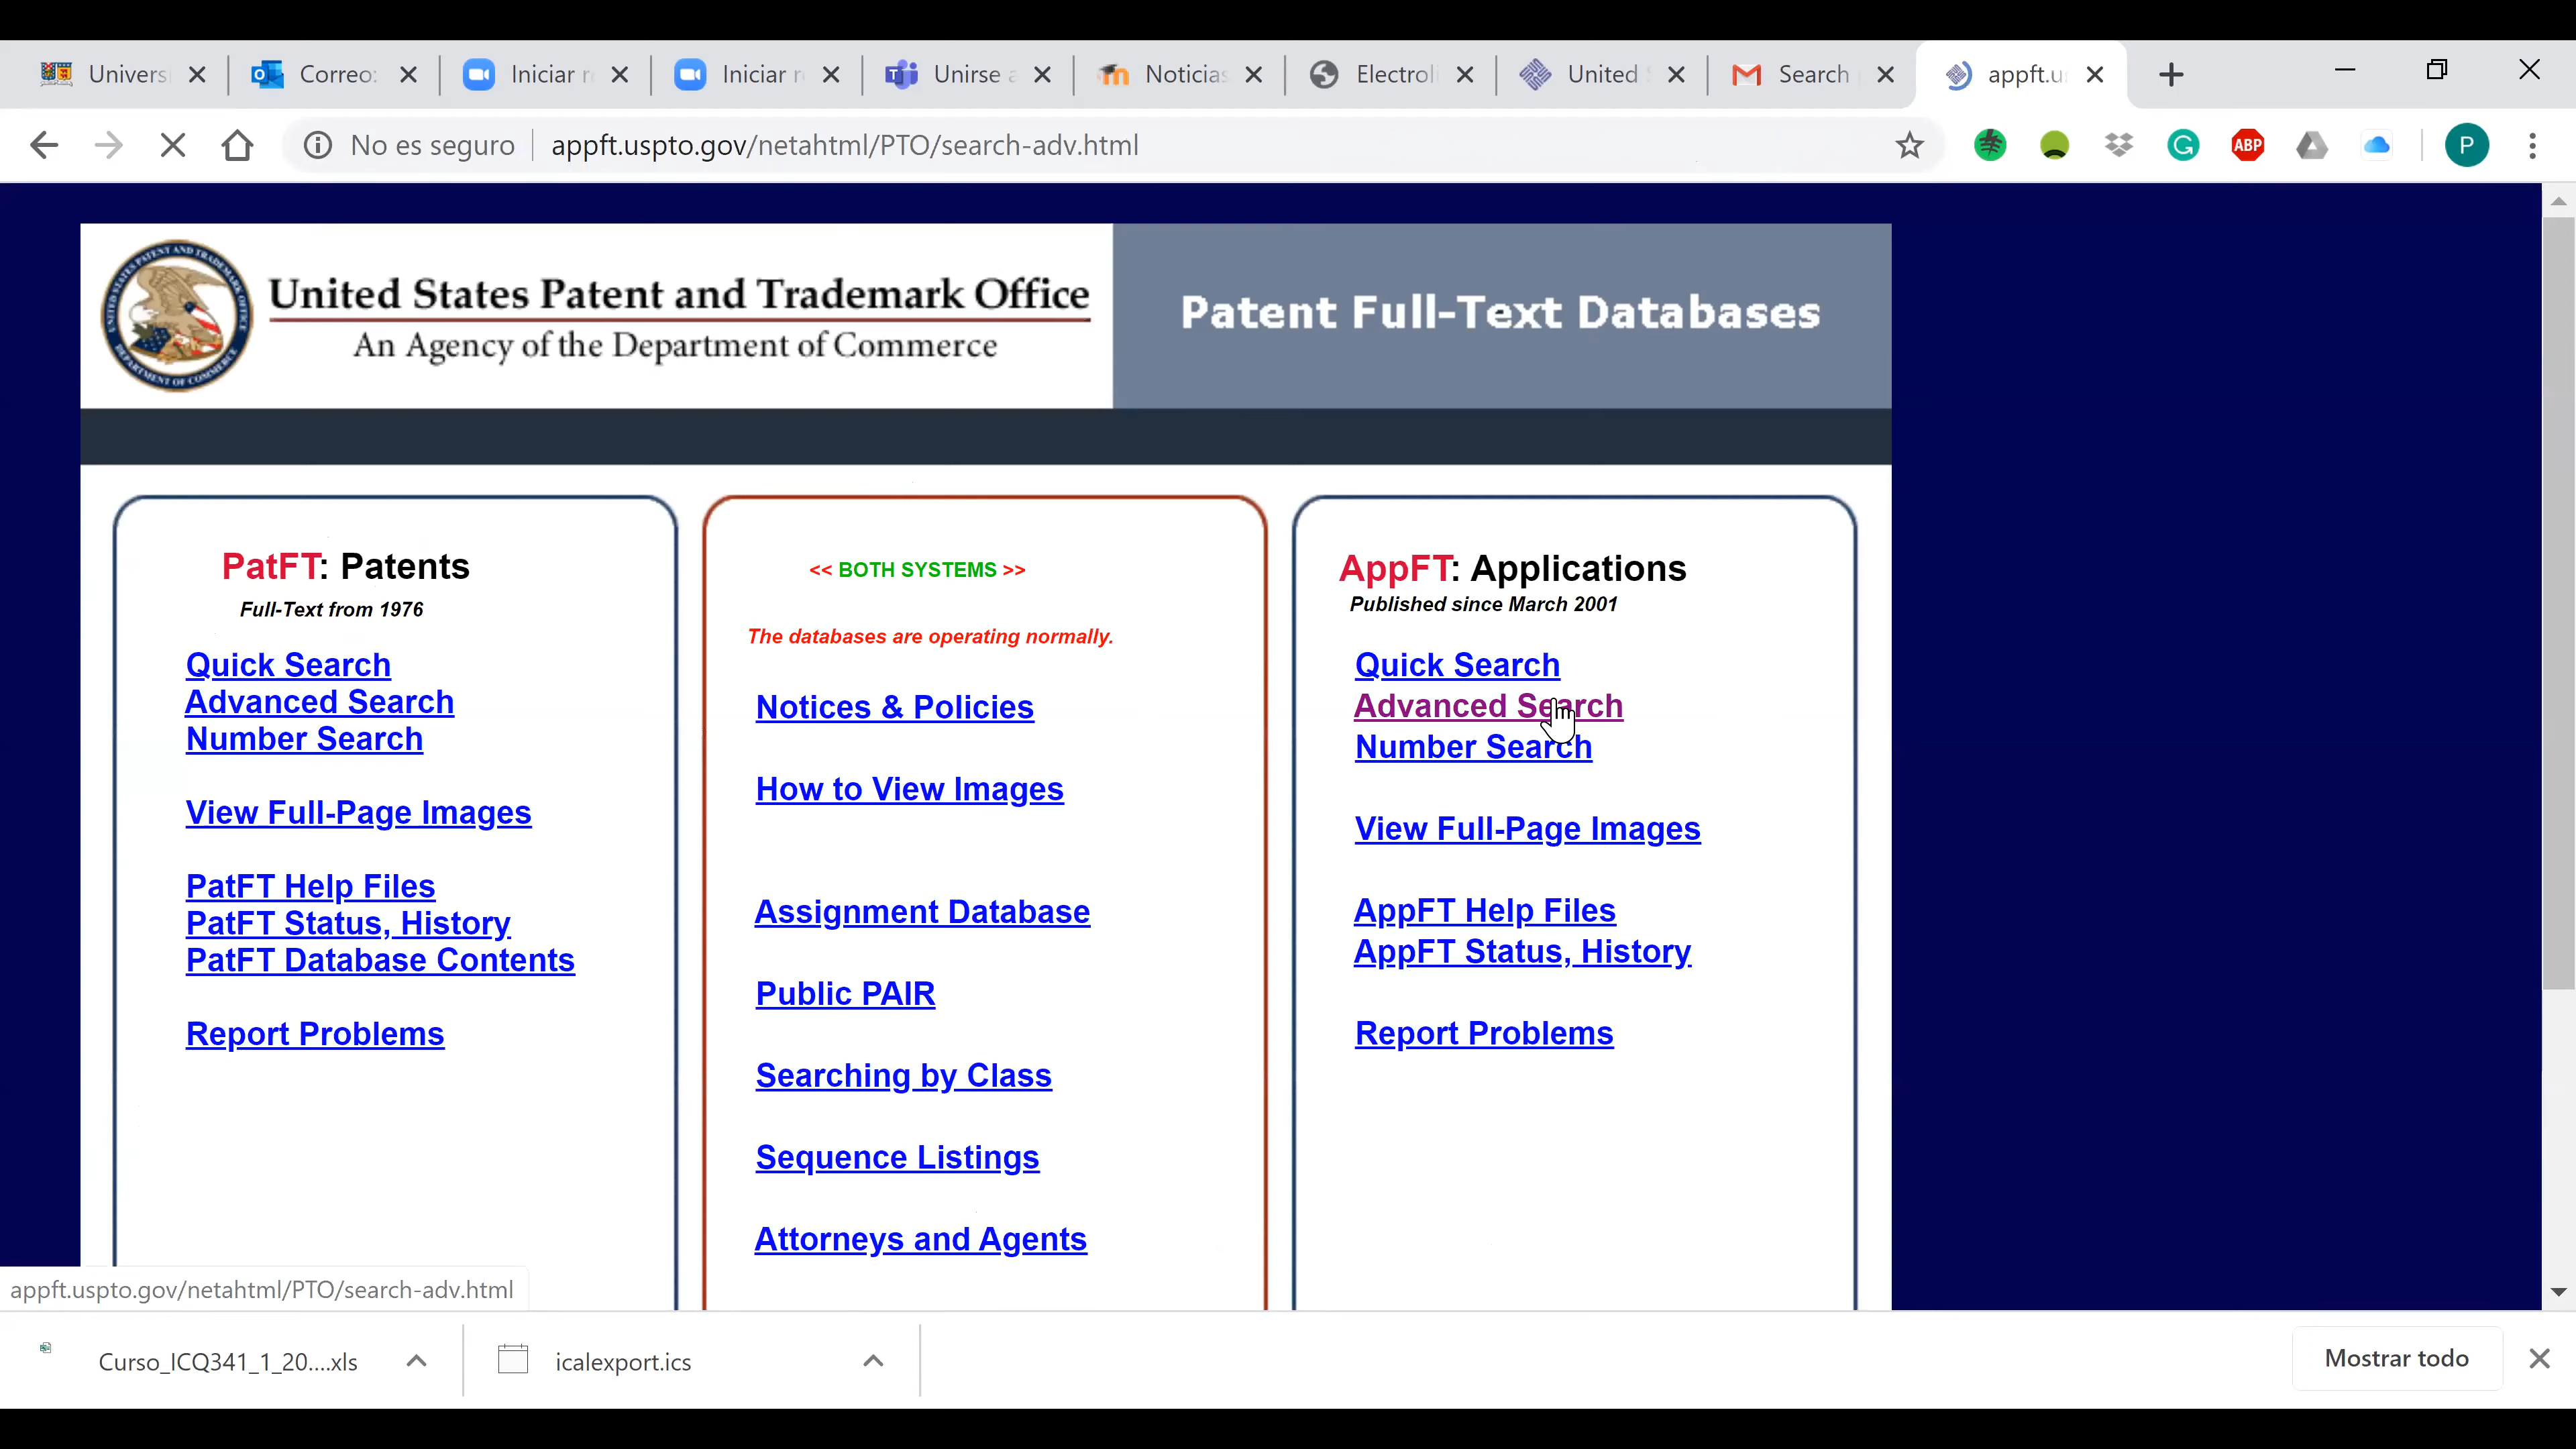 Univers
Correo:
Iniciar r
Iniciar r
Unirse a
Noticias
Electrol
United
Search
appft.u
No es seguro
appft.uspto.gov/netahtml/PTO/search-adv.html
ABP
P
United States Patent and Trademark Office
An Agency of the Department of Commerce
Patent Full-Text Databases
PatFT: Patents
Full-Text from 1976
Quick Search
Advanced Search
Number Search
View Full-Page Images
PatFT Help Files
PatFT Status, History
PatFT Database Contents
Report Problems
<< BOTH SYSTEMS >>
The databases are operating normally.
Notices & Policies
How to View Images
Assignment Database
Public PAIR
Searching by Class
Sequence Listings
Attorneys and Agents
AppFT: Applications
Published since March 2001
Quick Search
Advanced Search
Number Search
View Full-Page Images
AppFT Help Files
AppFT Status, History
Report Problems
appft.uspto.gov/netahtml/PTO/search-adv.html
Curso_ICQ341_1_20....xls
icalexport.ics
Mostrar todo